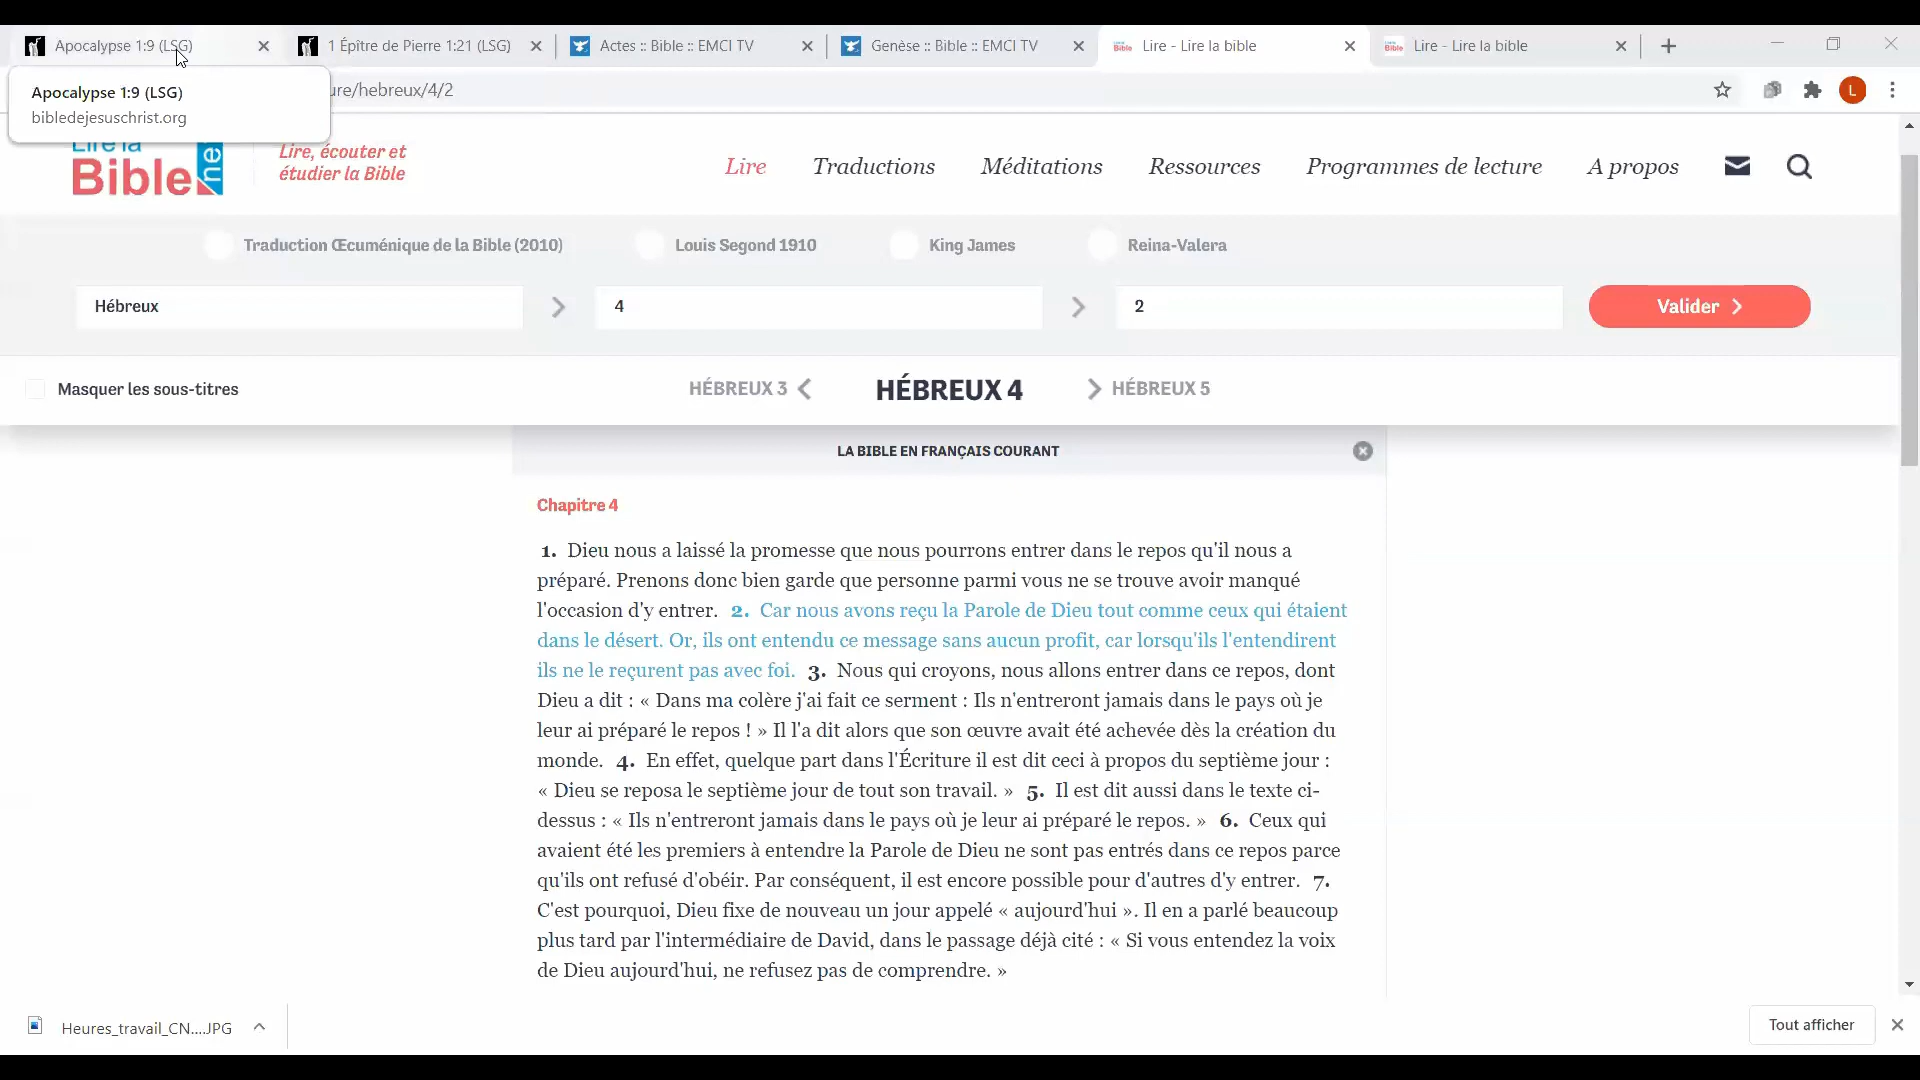 Apocalypse 1:9 (LSG)
1 Épître de Pierre 1:21 (LSG)
Actes :: Bible :: EMCI TV
Genèse :: Bible :: EMCI TV
Lire - Lire la bible
Lire - Lire la bible
Apocalypse 1:9 (LSG)
bibledejesuschrist.org
ure/hebreux/4/2
L
Lire la
Bible
.ne
Lire, écouter et
étudier la Bible
Lire
Traductions
Méditations
Ressources
Programmes de lecture
A propos
Traduction Œcuménique de la Bible (2010)
Louis Segond 1910
King James
Reina-Valera
Hébreux
4
2
Valider
Masquer les sous-titres
HÉBREUX 3
HÉBREUX 4
HÉBREUX 5
LA BIBLE EN FRANÇAIS COURANT
Chapitre 4
1. Dieu nous a laissé la promesse que nous pourrons entrer dans le repos qu'il nous a
préparé. Prenons donc bien garde que personne parmi vous ne se trouve avoir manqué
l'occasion d'y entrer. 2. Car nous avons reçu la Parole de Dieu tout comme ceux qui étaient
dans le désert. Or, ils ont entendu ce message sans aucun profit, car lorsqu'ils l'entendirent
ils ne le reçurent pas avec foi. 3. Nous qui croyons, nous allons entrer dans ce repos, dont
Dieu a dit : « Dans ma colère j'ai fait ce serment : Ils n'entreront jamais dans le pays où je
leur ai préparé le repos ! » Il l'a dit alors que son œuvre avait été achevée dès la création du
monde. 4. En effet, quelque part dans l'Écriture il est dit ceci à propos du septième jour :
« Dieu se reposa le septième jour de tout son travail. » 5. Il est dit aussi dans le texte ci-
dessus : « Ils n'entreront jamais dans le pays où je leur ai préparé le repos. » 6. Ceux qui
avaient été les premiers à entendre la Parole de Dieu ne sont pas entrés dans ce repos parce
qu'ils ont refusé d'obéir. Par conséquent, il est encore possible pour d'autres d'y entrer. 7.
C'est pourquoi, Dieu fixe de nouveau un jour appelé « aujourd'hui ». Il en a parlé beaucoup
plus tard par l'intermédiaire de David, dans le passage déjà cité : « Si vous entendez la voix
de Dieu aujourd'hui, ne refusez pas de comprendre. »
Heures_travail_CN....JPG
Tout afficher